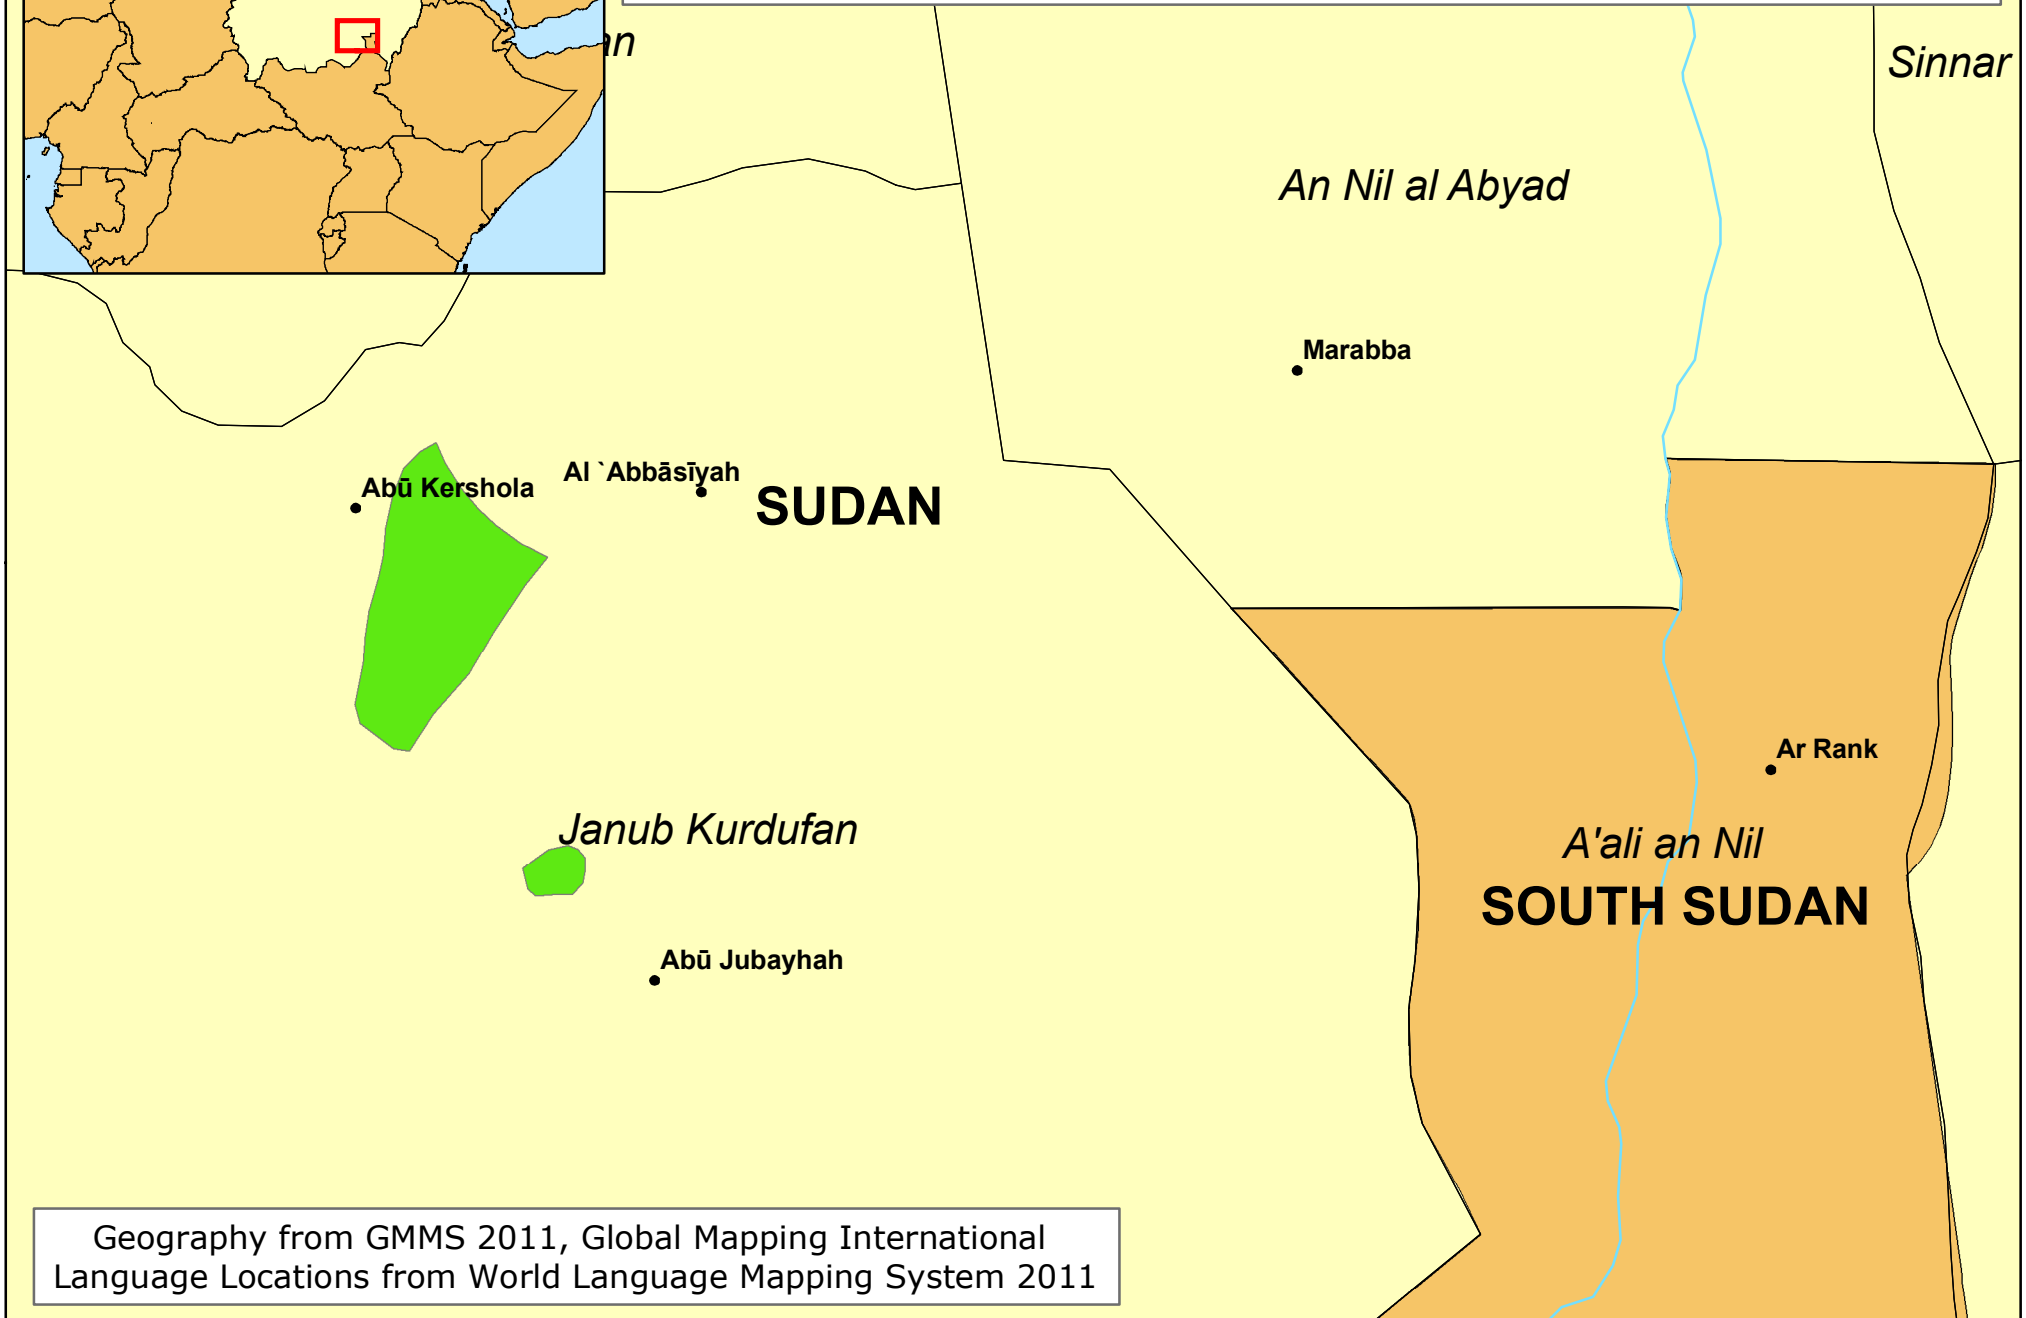 Sinnar
An Nil al Abyad
Marabba
Al `Abbāsīyah
Abū Kershola
SUDAN
Ar Rank
Janub Kurdufan
A'ali an Nil
SOUTH SUDAN
Abū Jubayhah
Geography from GMMS 2011, Global Mapping International
Language Locations from World Language Mapping System 2011